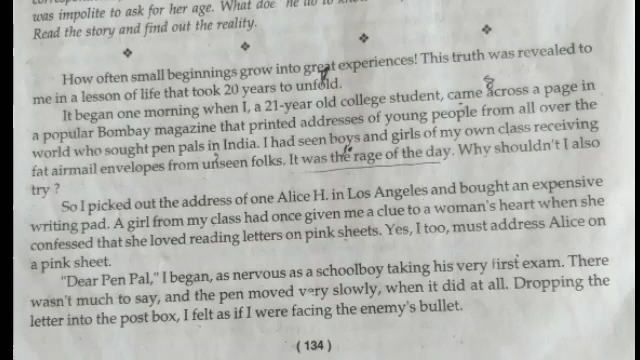 was impolite to ask for her age. What
Read the story and find out the reality.
How often small beginnings grow into great experiences! This truth was revealed to
me in a lesson of life that took 20 years to unfold.
It began one morning when I, a 21-year old college student, came across a page in
a popular Bombay magazine that printed addresses of young people from all over the
world who sought pen pals in India. I had seen boys and girls of my own class receiving
fat airmail envelopes from unseen folks. It was the rage of the day. Why shouldn't I also
try ?
So I picked out the address of one Alice H. in Los Angeles and bought an expensive
writing pad. A girl from my class had once given me a clue to a woman's heart when she
confessed that she loved reading letters on pink sheets. Yes, I too, must address Alice on
a pink sheet.
"Dear Pen Pal," I began, as nervous as a schoolboy taking his very first exam. There
wasn't much to say, and the pen moved very slowly, when it did at all. Dropping the
letter into the post box, I felt as if I were facing the enemy's bullet.
( 134 )